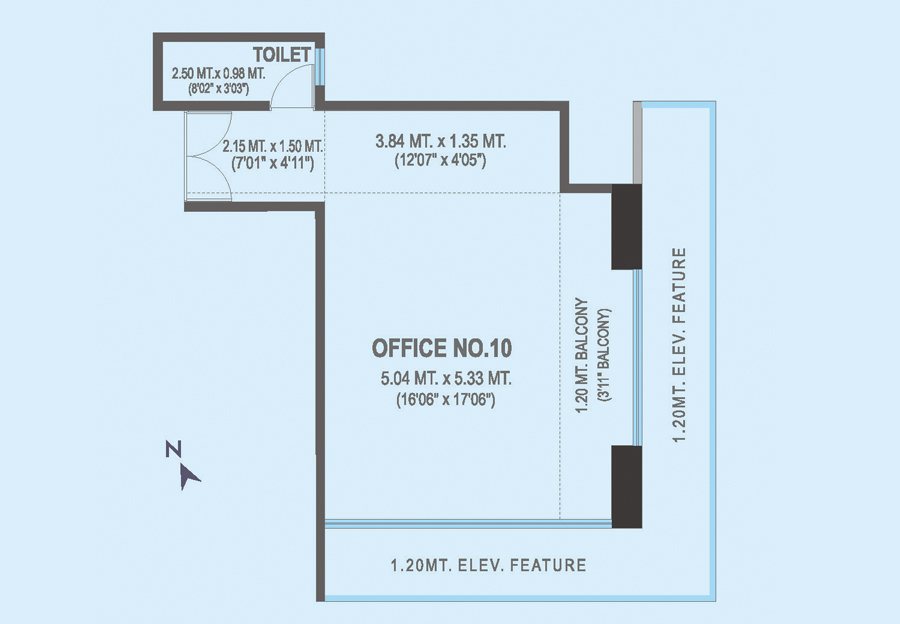 TOILET
2.50 MT.x 0.98 MT.
(8'02" x 3'03")
2.15 MT. x 1.50 MT.
(7'01" x 4'11")
3.84 MT. x 1.35 MT.
(12'07" x 4'05")
OFFICE NO.10
5.04 MT. x 5.33 MT.
(16'06" x 17'06")
1.20 MT. BALCONY
(3'11" BALCONY)
1.20MT. ELEV. FEATURE
N
1.20MT. ELEV. FEATURE